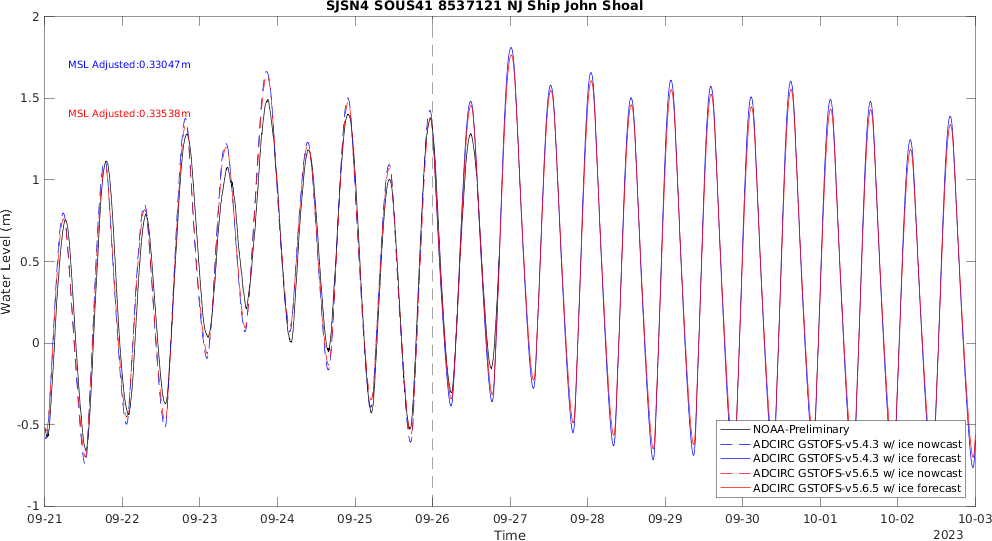 SJSN4 SOUS41 8537121 NJ Ship John Shoal
MSL Adjusted:0.33047m
MSL Adjusted:0.33538m
Water Level (m)
2
1.5
1
0.5
0
-0.5
-1
NOAA-Preliminary
ADCIRC GSTOFS-v5.4.3 w/ ice nowcast
ADCIRC GSTOFS-v5.4.3 w/ ice forecast
ADCIRC GSTOFS-v5.6.5 w/ ice nowcast
ADCIRC GSTOFS-v5.6.5 w/ ice forecast
09-21 09-22 09-23 09-24 09-25 09-26 09-27 09-28 09-29 09-30 10-01 10-02 10-03
Time
2023